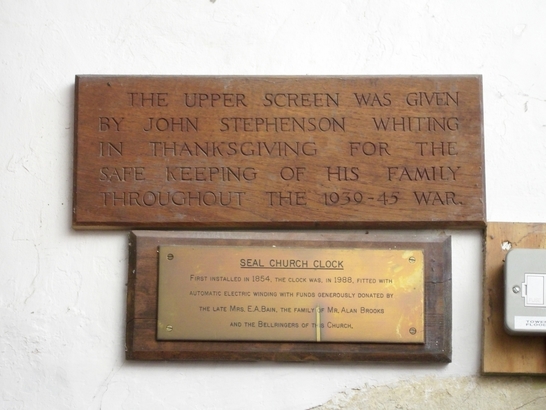 THE UPPER SCREEN WAS GIVEN
BY JOHN STEPHENSON WHITING
IN THANKSGIVING FOR THE
SAFE KEEPING OF HIS FAMILY
THROUGHOUT THE 1939-45 WAR.
SEAL CHURCH CLOCK
FIRST INSTALLED IN 1854, THE CLOCK WAS, IN 1988, FITTED WITH
AUTOMATIC ELECTRIC WINDING WITH FUNDS GENEROUSLY DONATED BY
THE LATE MRS. E.A.BAIN, THE FAMILY OF MR. ALAN BROOKS
AND THE BELLRINGERS OF THIS CHURCH.